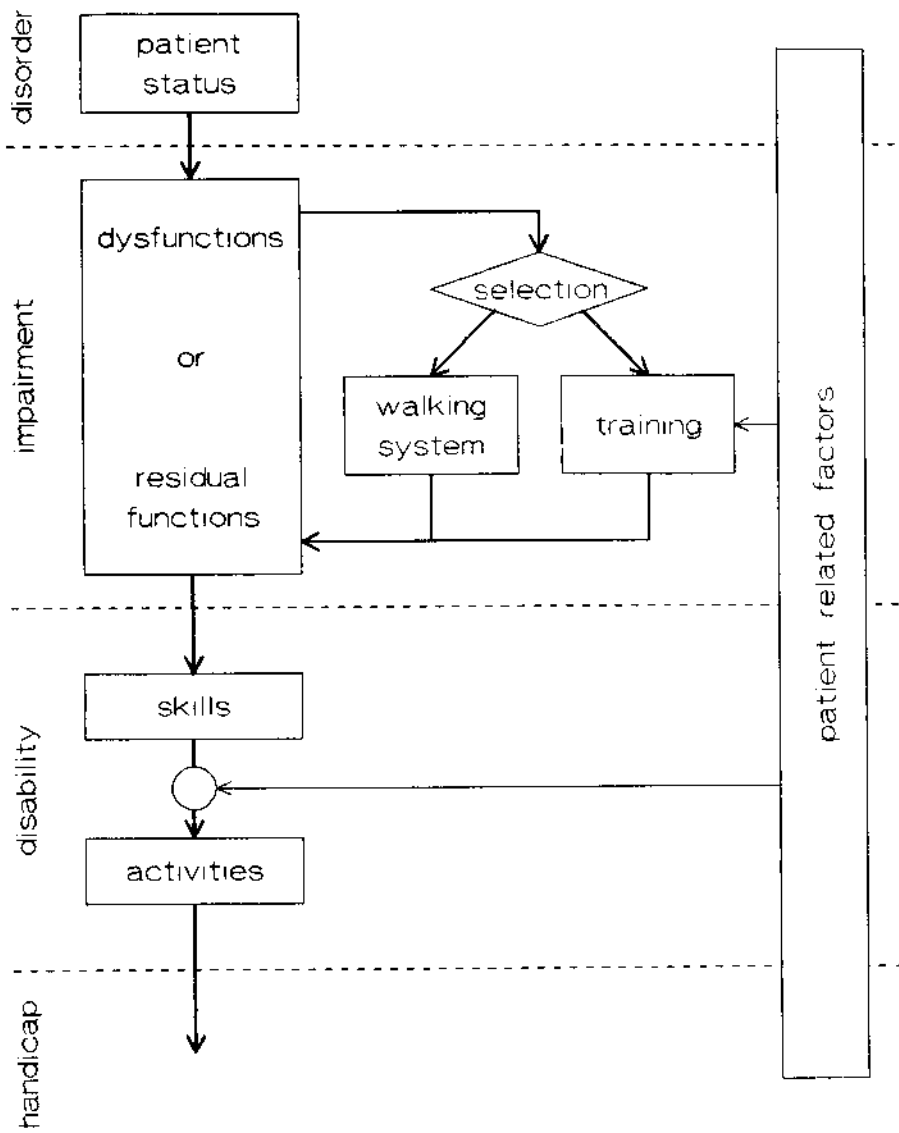 disorder
patient
status
impairment
dysfunctions
or
residual
functions
selection
walking
system
training
patient related factors
disability
skills
activities
handicap